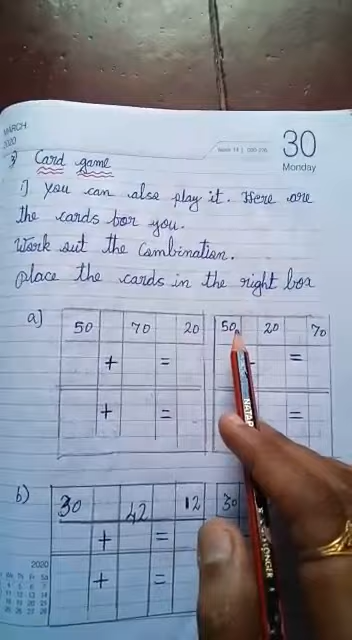 MARCH
2020
30
Monday
3) Card game
i) You can also play it. Here are
the cards bor you.
Work out the Combination.
place the cards in the right box
a) 50 70 20 50 20 70
+ = - =
+ = =
b) 30 42 12 30
+ =
+ =
2020